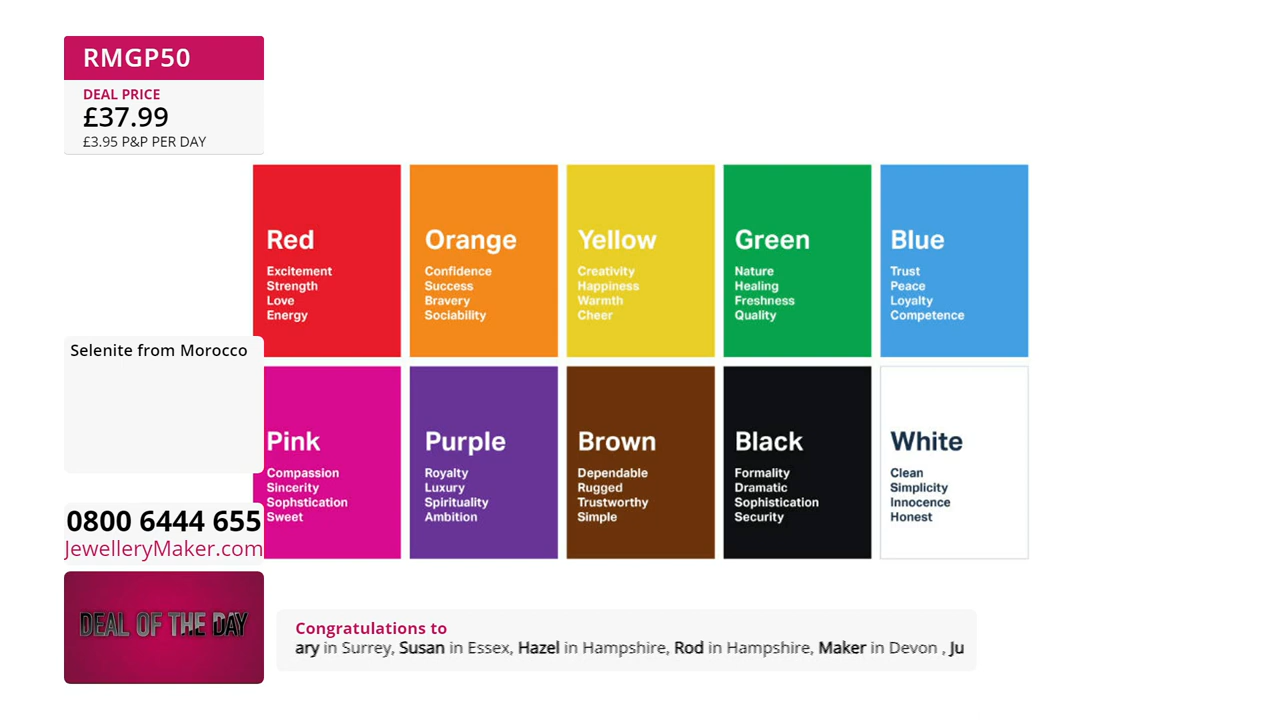 RMGP50
DEAL PRICE
£37.99
£3.95 P&P PER DAY
Red
Excitement
Strength
Love
Energy
Orange
Confidence
Success
Bravery
Sociability
Yellow
Creativity
Happiness
Warmth
Cheer
Green
Nature
Healing
Freshness
Quality
Blue
Trust
Peace
Loyalty
Competence
Selenite from Morocco
Pink
Compassion
Sincerity
Sophstication
Sweet
Purple
Royalty
Luxury
Spirituality
Ambition
Brown
Dependable
Rugged
Trustworthy
Simple
Black
Formality
Dramatic
Sophistication
Security
White
Clean
Simplicity
Innocence
Honest
0800 6444 655
JewelleryMaker.com
DEAL OF THE DAY
Congratulations to
ary in Surrey, Susan in Essex, Hazel in Hampshire, Rod in Hampshire, Maker in Devon , Ju